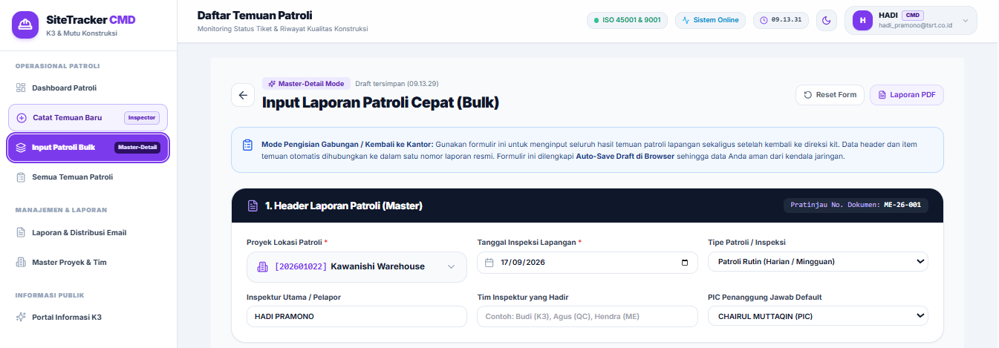 SiteTracker CMD
K3 & Mutu Konstruksi
OPERASIONAL PATROLI
Dashboard Patroli
Catat Temuan Baru Inspector
Input Patroli Bulk Master-Detail
Semua Temuan Patroli
MANAJEMEN & LAPORAN
Laporan & Distribusi Email
Master Proyek & Tim
INFORMASI PUBLIK
Portal Informasi K3
Daftar Temuan Patroli
Monitoring Status Tiket & Riwayat Kualitas Konstruksi
ISO 45001 & 9001
Sistem Online
09.13.31
H
HADI CMD
hadi_pramono@tsrt.co.id
Master-Detail Mode Draft tersimpan (09.13.29)
Input Laporan Patroli Cepat (Bulk)
Reset Form
Laporan PDF
Mode Pengisian Gabungan / Kembali ke Kantor: Gunakan formulir ini untuk menginput seluruh hasil temuan patroli lapangan sekaligus setelah kembali ke direksi kit. Data header dan item
temuan otomatis dihubungkan ke dalam satu nomor laporan resmi. Formulir ini dilengkapi Auto-Save Draft di Browser sehingga data Anda aman dari kendala jaringan.
1. Header Laporan Patroli (Master)
Pratinjau No. Dokumen: ME-26-001
Proyek Lokasi Patroli *
[202601022] Kawanishi Warehouse
Tanggal Inspeksi Lapangan *
17/09/2026
Tipe Patroli / Inspeksi
Patroli Rutin (Harian / Mingguan)
Inspektur Utama / Pelapor
HADI PRAMONO
Tim Inspektur yang Hadir
Contoh: Budi (K3), Agus (QC), Hendra (ME)
PIC Penanggung Jawab Default
CHAIRUL MUTTAQIN (PIC)